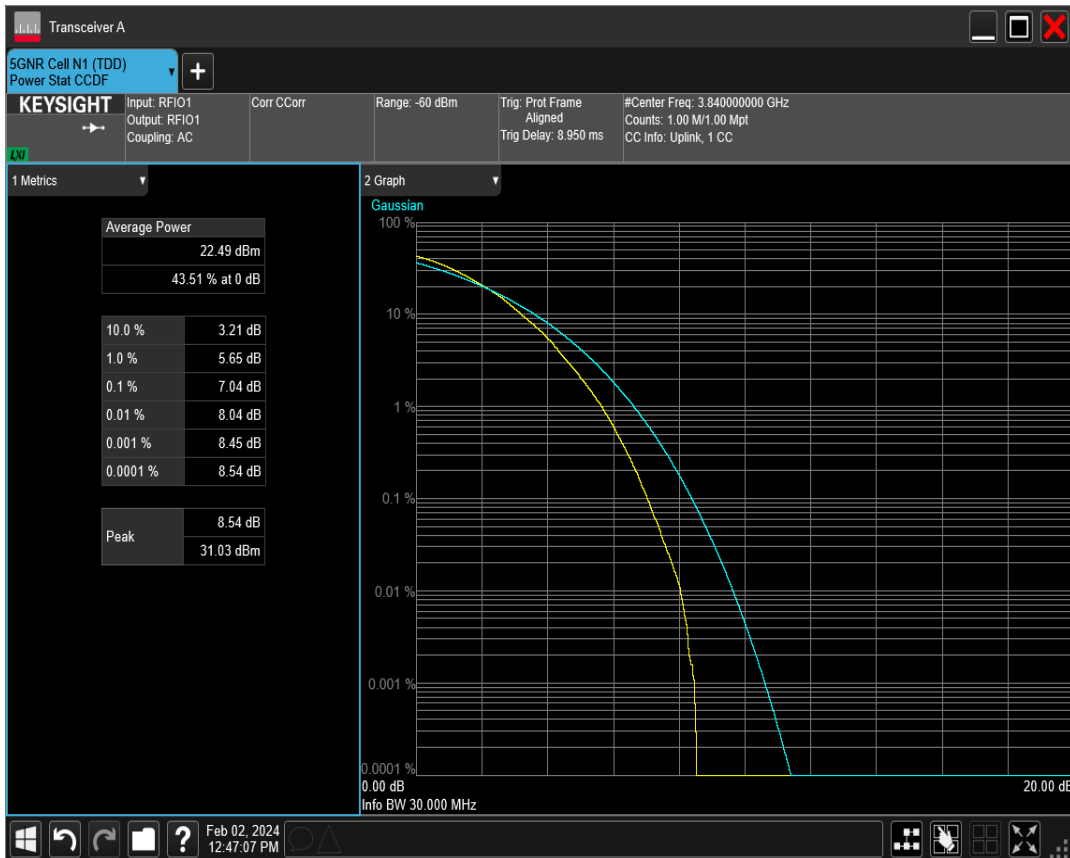 Transceiver A
5GNR Cell N1 (TDD)
Power Stat CCDF
+
KEYSIGHT
LXI
Input: RFIO1
Output: RFIO1
Coupling: AC
Corr CCorr
Range: -60 dBm
Trig: Prot Frame
Aligned
Trig Delay: 8.950 ms
#Center Freq: 3.840000000 GHz
Counts: 1.00 M/1.00 Mpt
CC Info: Uplink, 1 CC
1 Metrics
Average Power
22.49 dBm
43.51 % at 0 dB
10.0 % 3.21 dB
1.0 % 5.65 dB
0.1 % 7.04 dB
0.01 % 8.04 dB
0.001 % 8.45 dB
0.0001 % 8.54 dB
Peak
8.54 dB
31.03 dBm
2 Graph
Gaussian
100 %
10 %
1 %
0.1 %
0.01 %
0.001 %
0.0001 %
0.00 dB
20.00 dB
Info BW 30.000 MHz
?
Feb 02, 2024
12:47:07 PM